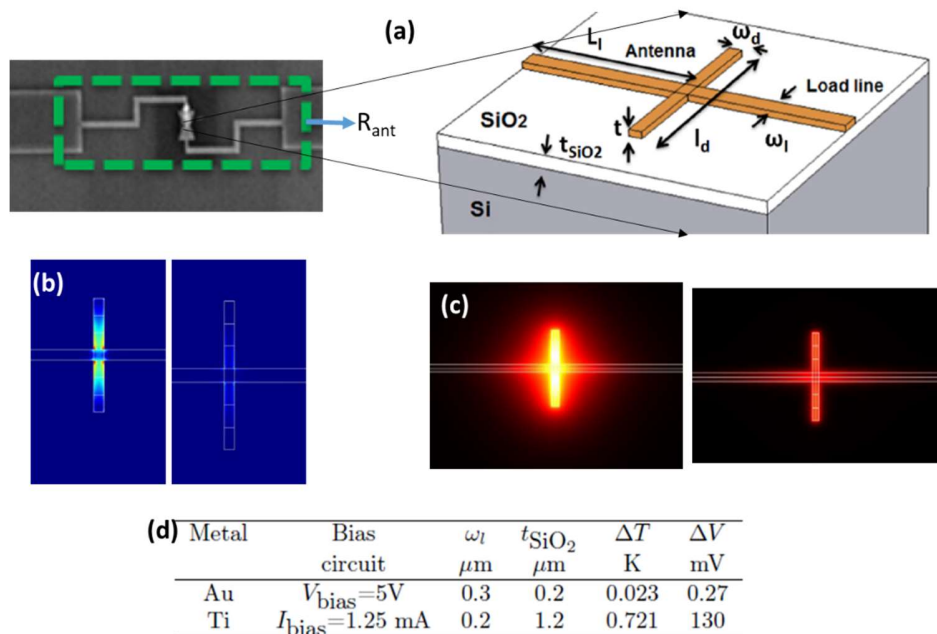 (a)
R_ant
L_l
Antenna
ω_d
Load line
SiO₂
t
l_d
ω_l
t_SiO2
Si
(b)
(c)
(d) Metal Bias ω_l t_SiO₂ ΔT ΔV
circuit μm μm K mV
Au V_bias=5V 0.3 0.2 0.023 0.27
Ti I_bias=1.25 mA 0.2 1.2 0.721 130